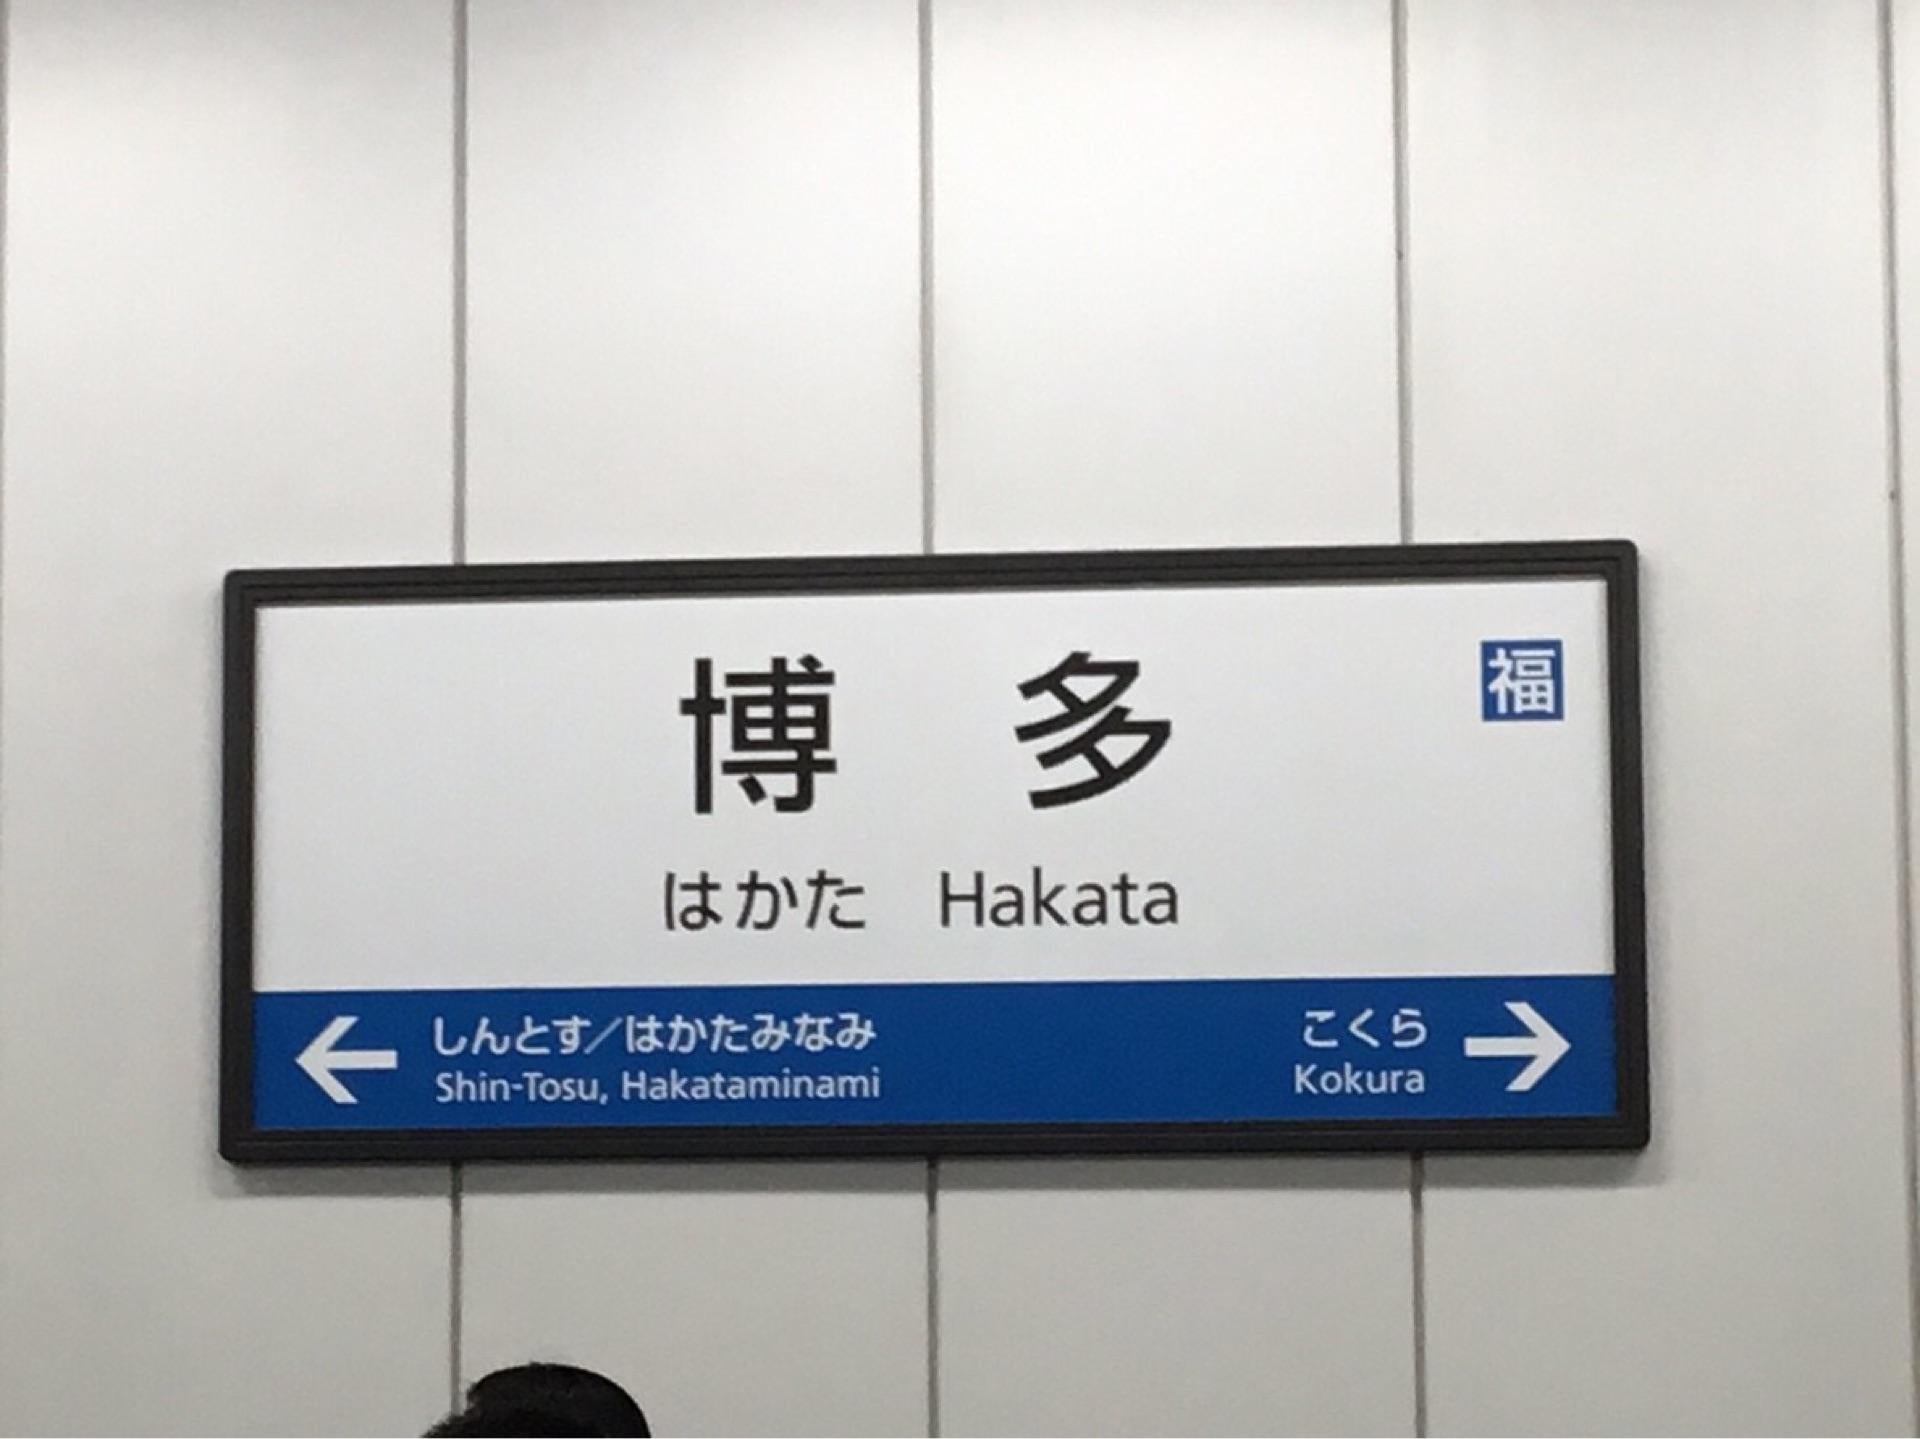 福
博多
はかた Hakata
しんとす／はかたみなみ
Shin-Tosu, Hakataminami
こくら
Kokura